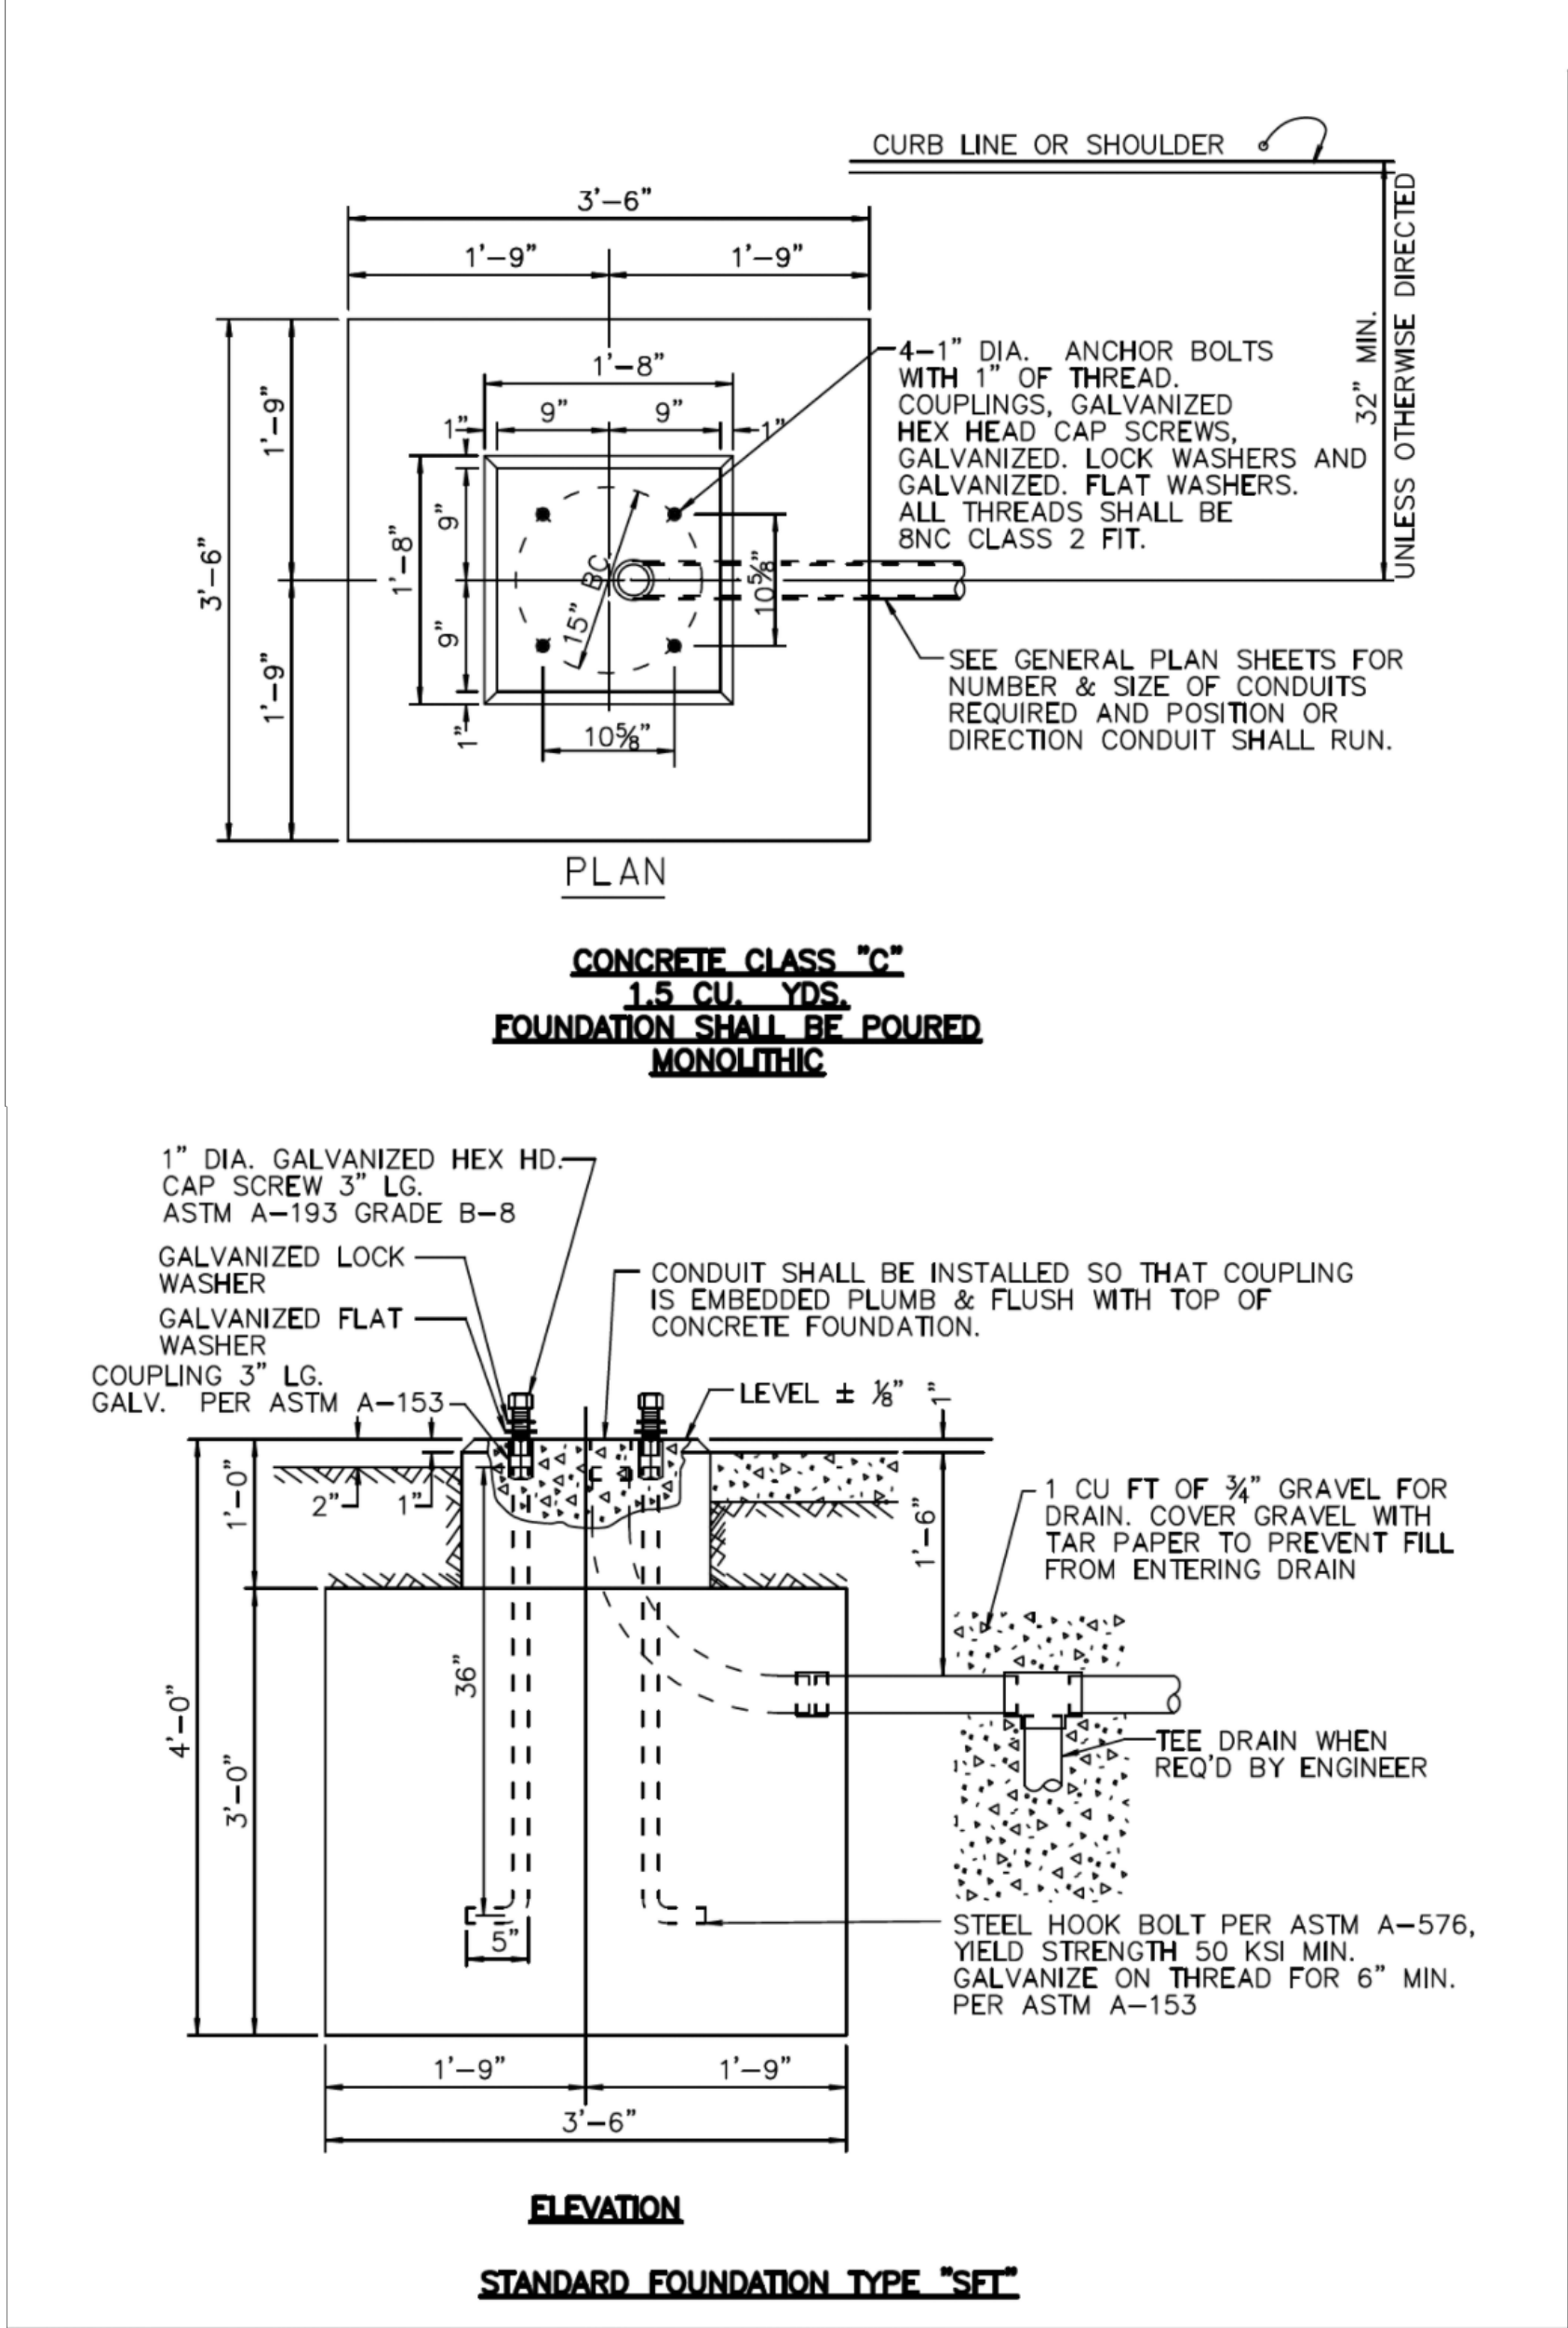 CURB LINE OR SHOULDER
3'-6"
1'-9" 1'-9"
32" MIN.
UNLESS OTHERWISE DIRECTED
1'-8"
9" 9"
1" 1"
4-1" DIA. ANCHOR BOLTS
WITH 1" OF THREAD.
COUPLINGS, GALVANIZED
HEX HEAD CAP SCREWS,
GALVANIZED. LOCK WASHERS AND
GALVANIZED. FLAT WASHERS.
ALL THREADS SHALL BE
8NC CLASS 2 FIT.
3'-6"
1'-9"
1'-9"
1'-8"
9"
9"
1"
15" BC
10⅝"
10⅝"
SEE GENERAL PLAN SHEETS FOR
NUMBER & SIZE OF CONDUITS
REQUIRED AND POSITION OR
DIRECTION CONDUIT SHALL RUN.
PLAN
CONCRETE CLASS "C"
1.5 CU. YDS.
FOUNDATION SHALL BE POURED
MONOLITHIC
1" DIA. GALVANIZED HEX HD.
CAP SCREW 3" LG.
ASTM A-193 GRADE B-8
GALVANIZED LOCK
WASHER
GALVANIZED FLAT
WASHER
COUPLING 3" LG.
GALV. PER ASTM A-153
CONDUIT SHALL BE INSTALLED SO THAT COUPLING
IS EMBEDDED PLUMB & FLUSH WITH TOP OF
CONCRETE FOUNDATION.
LEVEL ± ⅛"
1"
1'-0"
2"
1"
1'-6"
1 CU FT OF ¾" GRAVEL FOR
DRAIN. COVER GRAVEL WITH
TAR PAPER TO PREVENT FILL
FROM ENTERING DRAIN
36"
4'-0"
3'-0"
TEE DRAIN WHEN
REQ'D BY ENGINEER
5"
STEEL HOOK BOLT PER ASTM A-576,
YIELD STRENGTH 50 KSI MIN.
GALVANIZE ON THREAD FOR 6" MIN.
PER ASTM A-153
1'-9" 1'-9"
3'-6"
ELEVATION
STANDARD FOUNDATION TYPE "SFT"